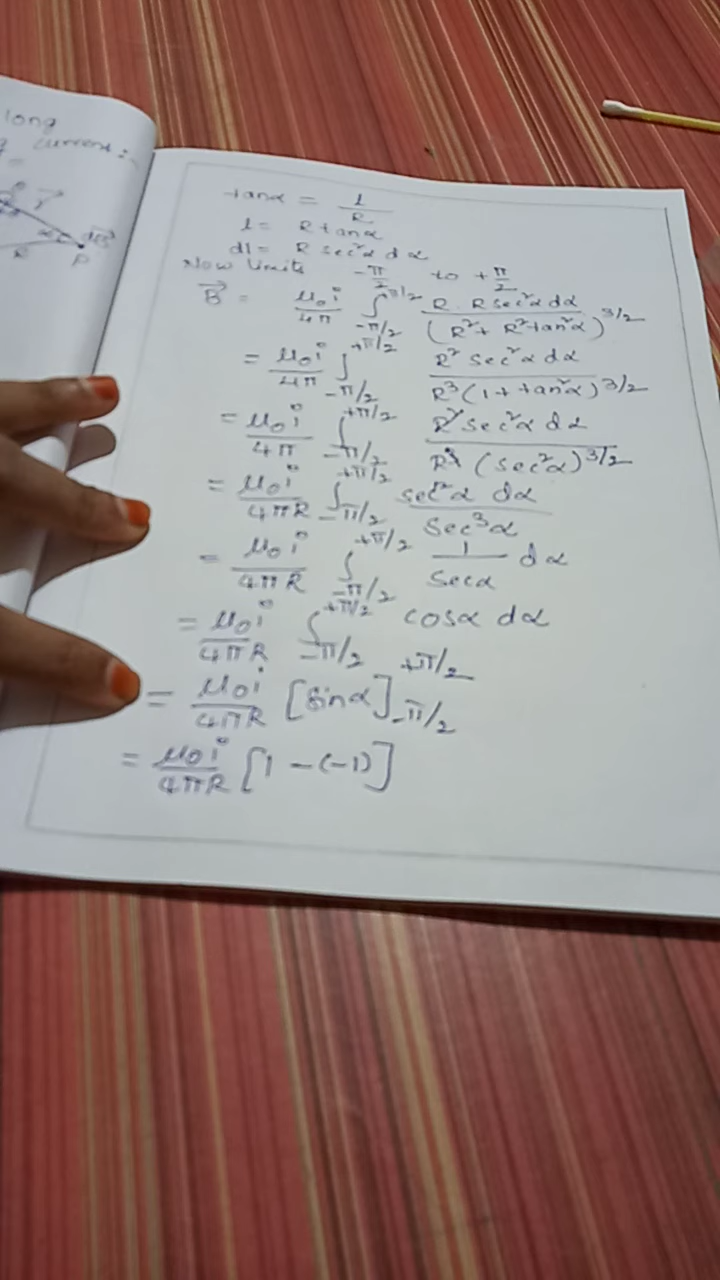 long
current :-
R
P
tanα = l/R
l = R tanα
dl = R sec²α dα
Now limits -π/2 to +π/2
B⃗ = μ₀i/4π ∫_-π/2^π/2 R. R sec²α dα / (R² + R² tan²α)^3/2
= μ₀i/4π ∫_-π/2^+π/2 R² sec²α dα / R³(1 + tan²α)^3/2
= μ₀i/4π ∫_-π/2^+π/2 R² sec²α dα / R³ (sec²α)^3/2
= μ₀i/4πR ∫_-π/2^+π/2 sec²α dα / sec³α
= μ₀i/4πR ∫_-π/2^+π/2 1/secα dα
= μ₀i/4πR ∫_-π/2^+π/2 cosα dα
= μ₀i/4πR [sinα]_-π/2^+π/2
= μ₀i/4πR [1 - (-1)]